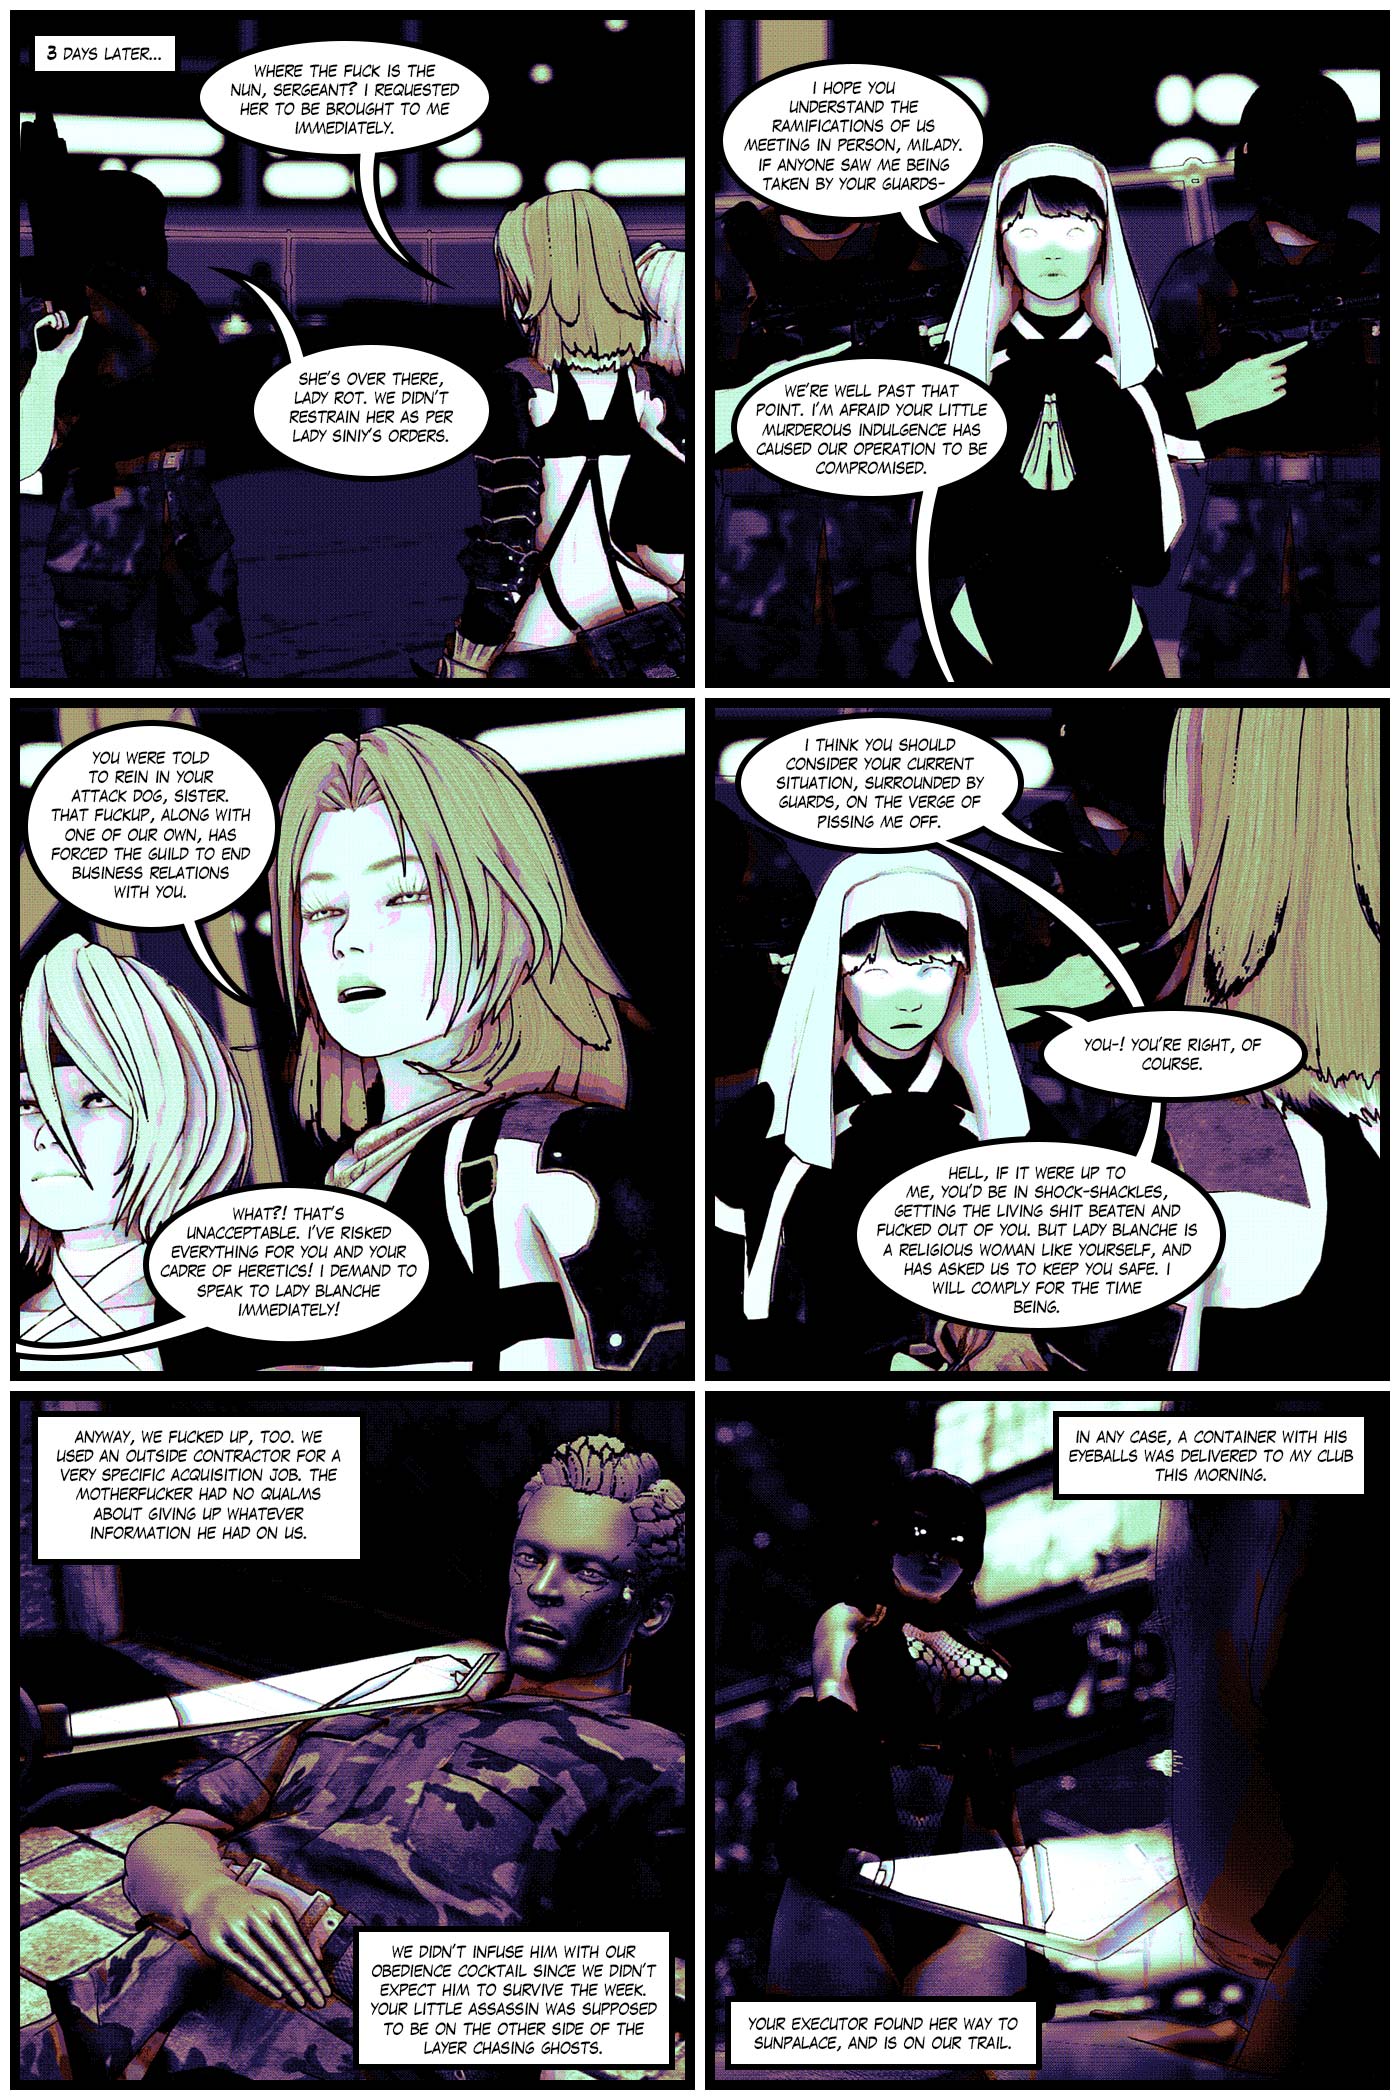 3 DAYS LATER...
WHERE THE FUCK IS THE
NUN, SERGEANT? I REQUESTED
HER TO BE BROUGHT TO ME
IMMEDIATELY.
SHE'S OVER THERE,
LADY ROT. WE DIDN'T
RESTRAIN HER AS PER
LADY SINIY'S ORDERS.
I HOPE YOU
UNDERSTAND THE
RAMIFICATIONS OF US
MEETING IN PERSON, MILADY.
IF ANYONE SAW ME BEING
TAKEN BY YOUR GUARDS-
WE'RE WELL PAST THAT
POINT. I'M AFRAID YOUR LITTLE
MURDEROUS INDULGENCE HAS
CAUSED OUR OPERATION TO BE
COMPROMISED.
YOU WERE TOLD
TO REIN IN YOUR
ATTACK DOG, SISTER.
THAT FUCKUP, ALONG WITH
ONE OF OUR OWN, HAS
FORCED THE GUILD TO END
BUSINESS RELATIONS
WITH YOU.
WHAT?! THAT'S
UNACCEPTABLE. I'VE RISKED
EVERYTHING FOR YOU AND YOUR
CADRE OF HERETICS! I DEMAND TO
SPEAK TO LADY BLANCHE
IMMEDIATELY!
I THINK YOU SHOULD
CONSIDER YOUR CURRENT
SITUATION, SURROUNDED BY
GUARDS, ON THE VERGE OF
PISSING ME OFF.
YOU-! YOU'RE RIGHT, OF
COURSE.
HELL, IF IT WERE UP TO
ME, YOU'D BE IN SHOCK-SHACKLES,
GETTING THE LIVING SHIT BEATEN AND
FUCKED OUT OF YOU. BUT LADY BLANCHE IS
A RELIGIOUS WOMAN LIKE YOURSELF, AND
HAS ASKED US TO KEEP YOU SAFE. I
WILL COMPLY FOR THE TIME
BEING.
ANYWAY, WE FUCKED UP, TOO. WE
USED AN OUTSIDE CONTRACTOR FOR A
VERY SPECIFIC ACQUISITION JOB. THE
MOTHERFUCKER HAD NO QUALMS
ABOUT GIVING UP WHATEVER
INFORMATION HE HAD ON US.
WE DIDN'T INFUSE HIM WITH OUR
OBEDIENCE COCKTAIL SINCE WE DIDN'T
EXPECT HIM TO SURVIVE THE WEEK.
YOUR LITTLE ASSASSIN WAS SUPPOSED
TO BE ON THE OTHER SIDE OF THE
LAYER CHASING GHOSTS.
IN ANY CASE, A CONTAINER WITH HIS
EYEBALLS WAS DELIVERED TO MY CLUB
THIS MORNING.
YOUR EXECUTOR FOUND HER WAY TO
SUNPALACE, AND IS ON OUR TRAIL.